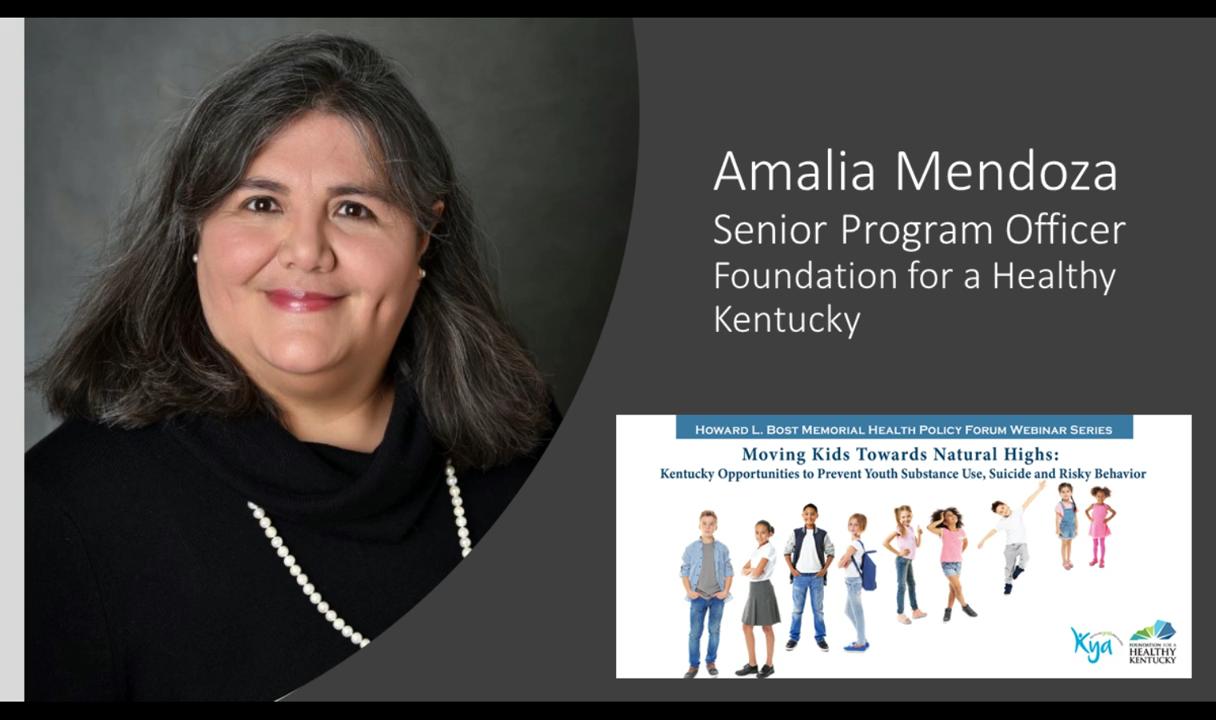 Amalia Mendoza
Senior Program Officer
Foundation for a Healthy
Kentucky
HOWARD L. BOST MEMORIAL HEALTH POLICY FORUM WEBINAR SERIES
Moving Kids Towards Natural Highs:
Kentucky Opportunities to Prevent Youth Substance Use, Suicide and Risky Behavior
Kya
FOUNDATION FOR A
HEALTHY
KENTUCKY